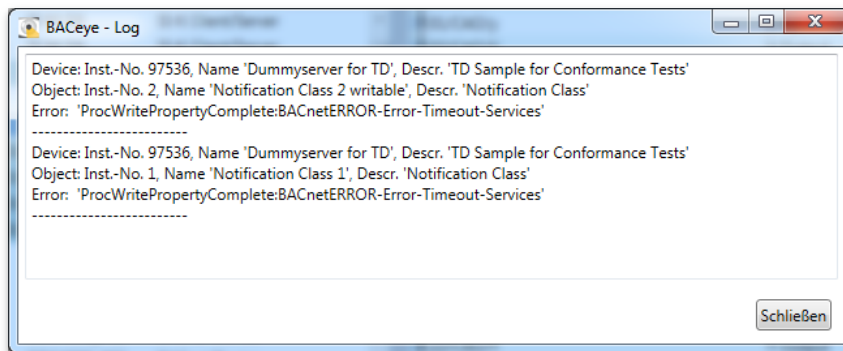 BACeye - Log
Device: Inst.-No. 97536, Name 'Dummyserver for TD', Descr. 'TD Sample for Conformance Tests'
Object: Inst.-No. 2, Name 'Notification Class 2 writable', Descr. 'Notification Class'
Error:  'ProcWritePropertyComplete:BACnetERROR-Error-Timeout-Services'
--------------------------
Device: Inst.-No. 97536, Name 'Dummyserver for TD', Descr. 'TD Sample for Conformance Tests'
Object: Inst.-No. 1, Name 'Notification Class 1', Descr. 'Notification Class'
Error:  'ProcWritePropertyComplete:BACnetERROR-Error-Timeout-Services'
--------------------------
Schließen